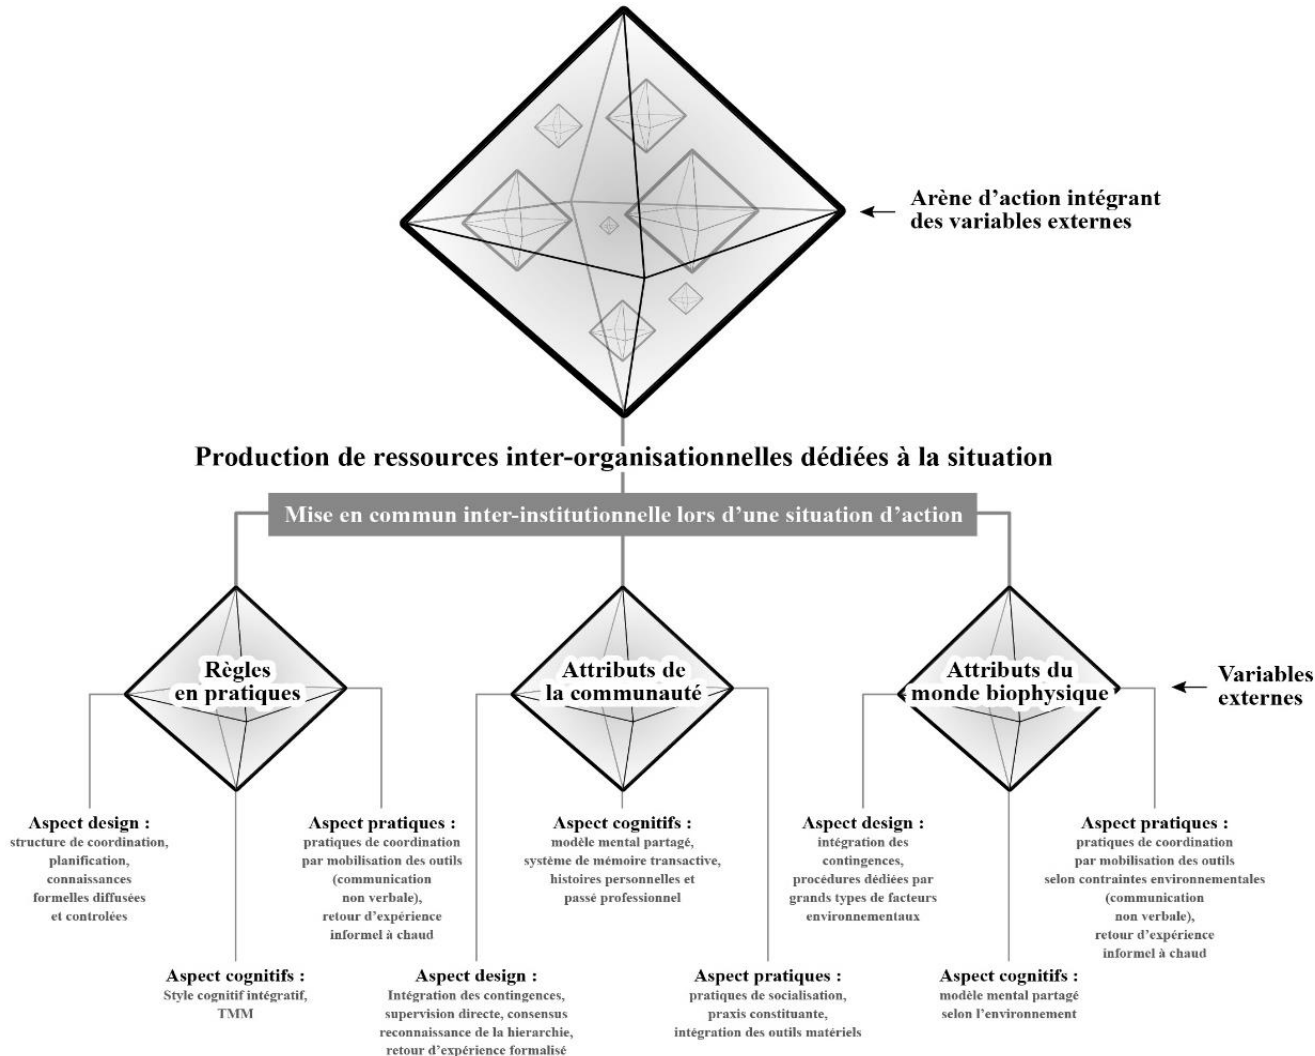 Arène d’action intégrant
des variables externes
Production de ressources inter-organisationnelles dédiées à la situation
Mise en commun inter-institutionnelle lors d’une situation d’action
Règles
en pratiques
Attributs de
la communauté
Attributs du
monde biophysique
Variables
externes
Aspect design :
structure de coordination,
planification,
connaissances
formelles diffusées
et controlées
Aspect pratiques :
pratiques de coordination
par mobilisation des outils
(communication
non verbale),
retour d’expérience
informel à chaud
Aspect cognitifs :
modèle mental partagé,
système de mémoire transactive,
histoires personnelles et
passé professionnel
Aspect design :
intégration des
contingences,
procédures dédiées par
grands types de facteurs
environnementaux
Aspect pratiques :
pratiques de coordination
par mobilisation des outils
selon contraintes environnementales
(communication
non verbale),
retour d’expérience
informel à chaud
Aspect cognitifs :
Style cognitif intégratif,
TMM
Aspect design :
Intégration des contingences,
supervision directe, consensus
reconnaissance de la hierarchie,
retour d’expérience formalisé
Aspect pratiques :
pratiques de socialisation,
praxis constituante,
intégration des outils matériels
Aspect cognitifs :
modèle mental partagé
selon l’environnement